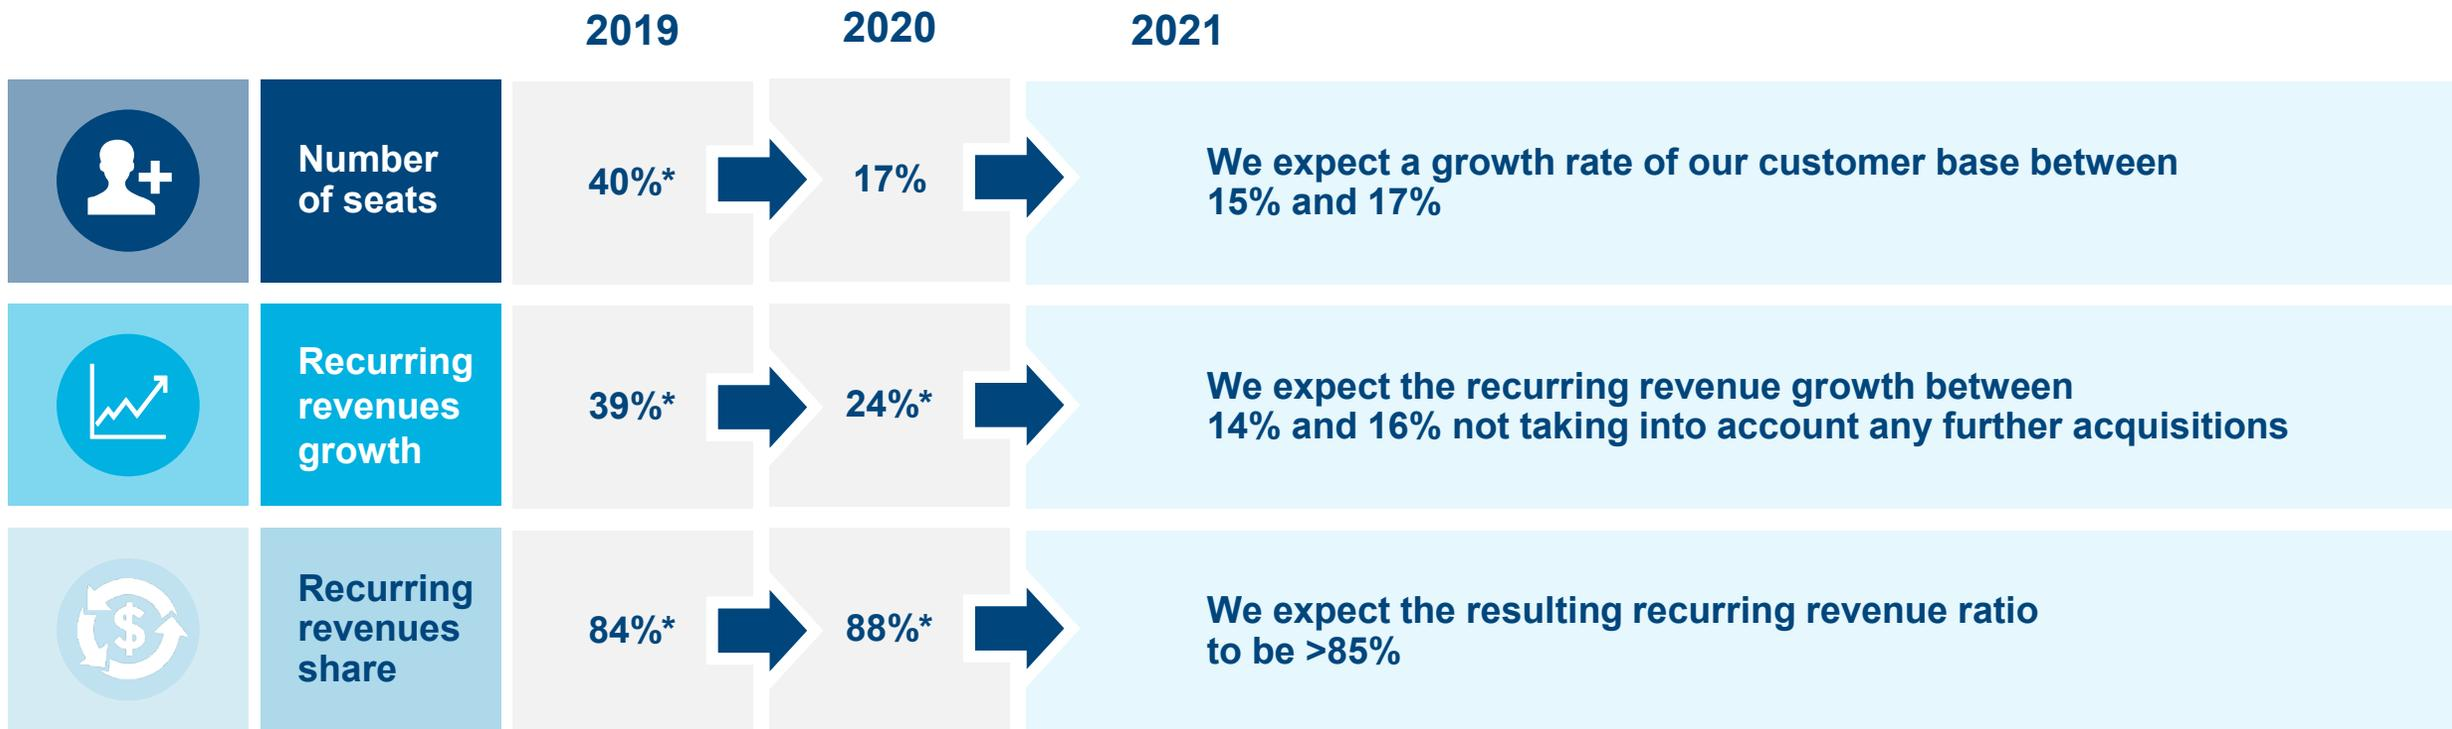 2019 2020 2021
Number
of seats
40%*
17%
We expect a growth rate of our customer base between
15% and 17%
Recurring
revenues
growth
39%*
24%*
We expect the recurring revenue growth between
14% and 16% not taking into account any further acquisitions
$
Recurring
revenues
share
84%*
88%*
We expect the resulting recurring revenue ratio
to be >85%